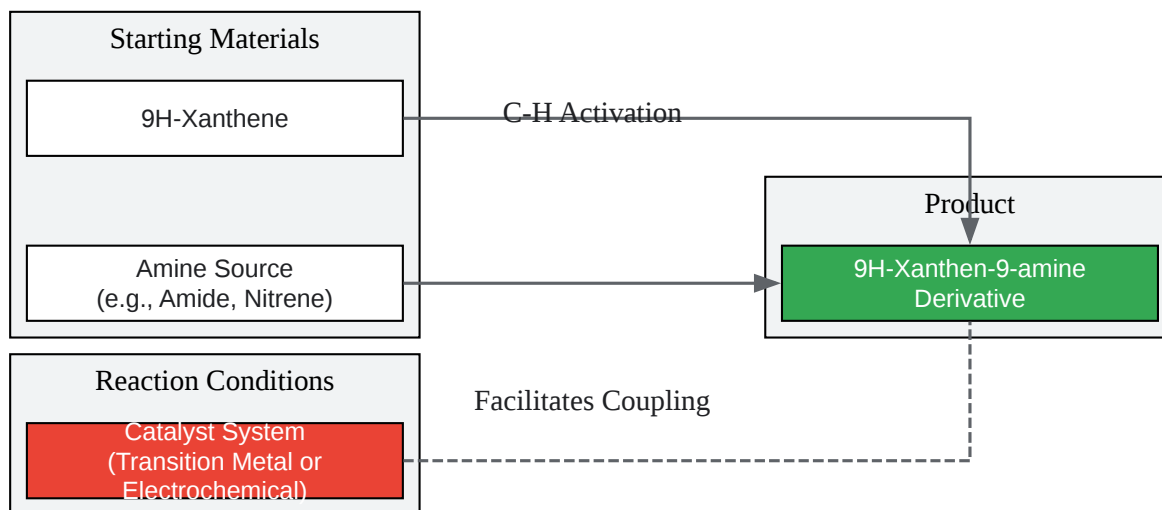 Starting Materials
9H-Xanthene
C-H Activation
Amine Source
(e.g., Amide, Nitrene)
Product
9H-Xanthen-9-amine
Derivative
Reaction Conditions
Catalyst System
(Transition Metal or
Electrochemical)
Facilitates Coupling